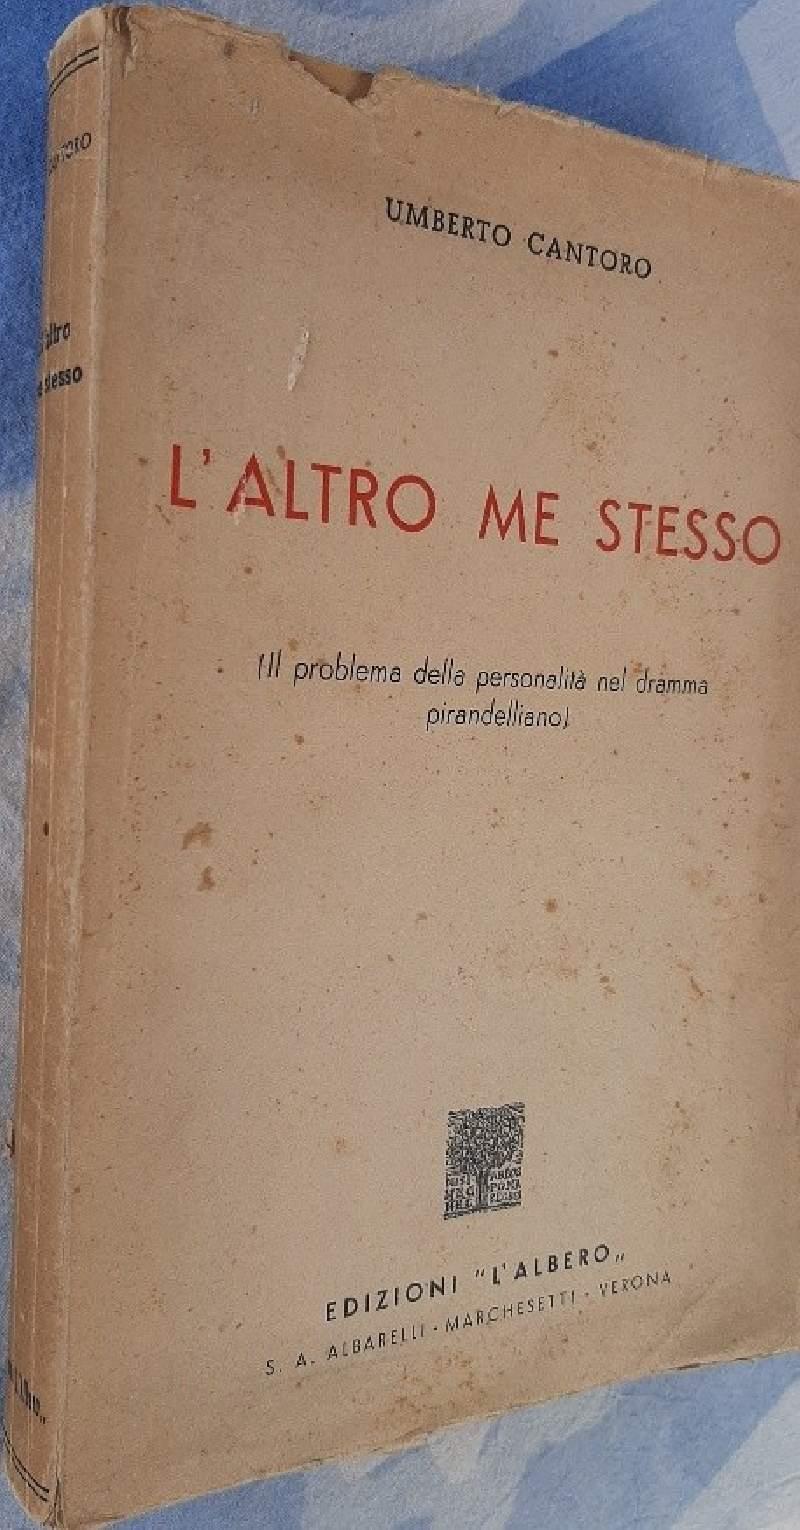 UMBERTO CANTORO
L'ALTRO ME STESSO
(Il problema della personalità nel dramma
pirandelliano)
EDIZIONI "L'ALBERO"
S. A. ALBARELLI - MARCHESETTI - VERONA